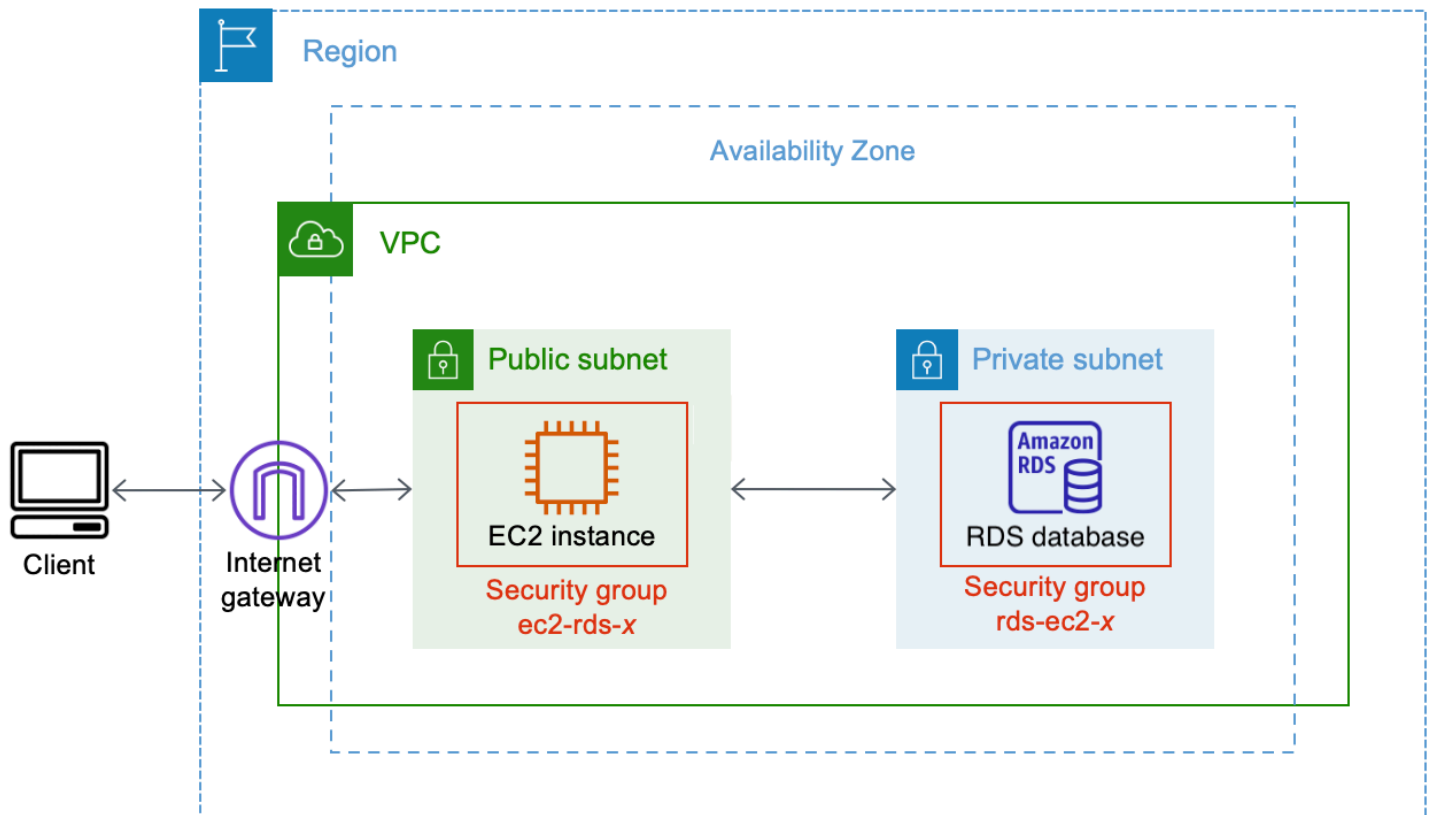 Region
Availability Zone
VPC
Public subnet
Private subnet
Amazon
RDS
EC2 instance
RDS database
Client
Internet
gateway
Security group
ec2-rds-x
Security group
rds-ec2-x